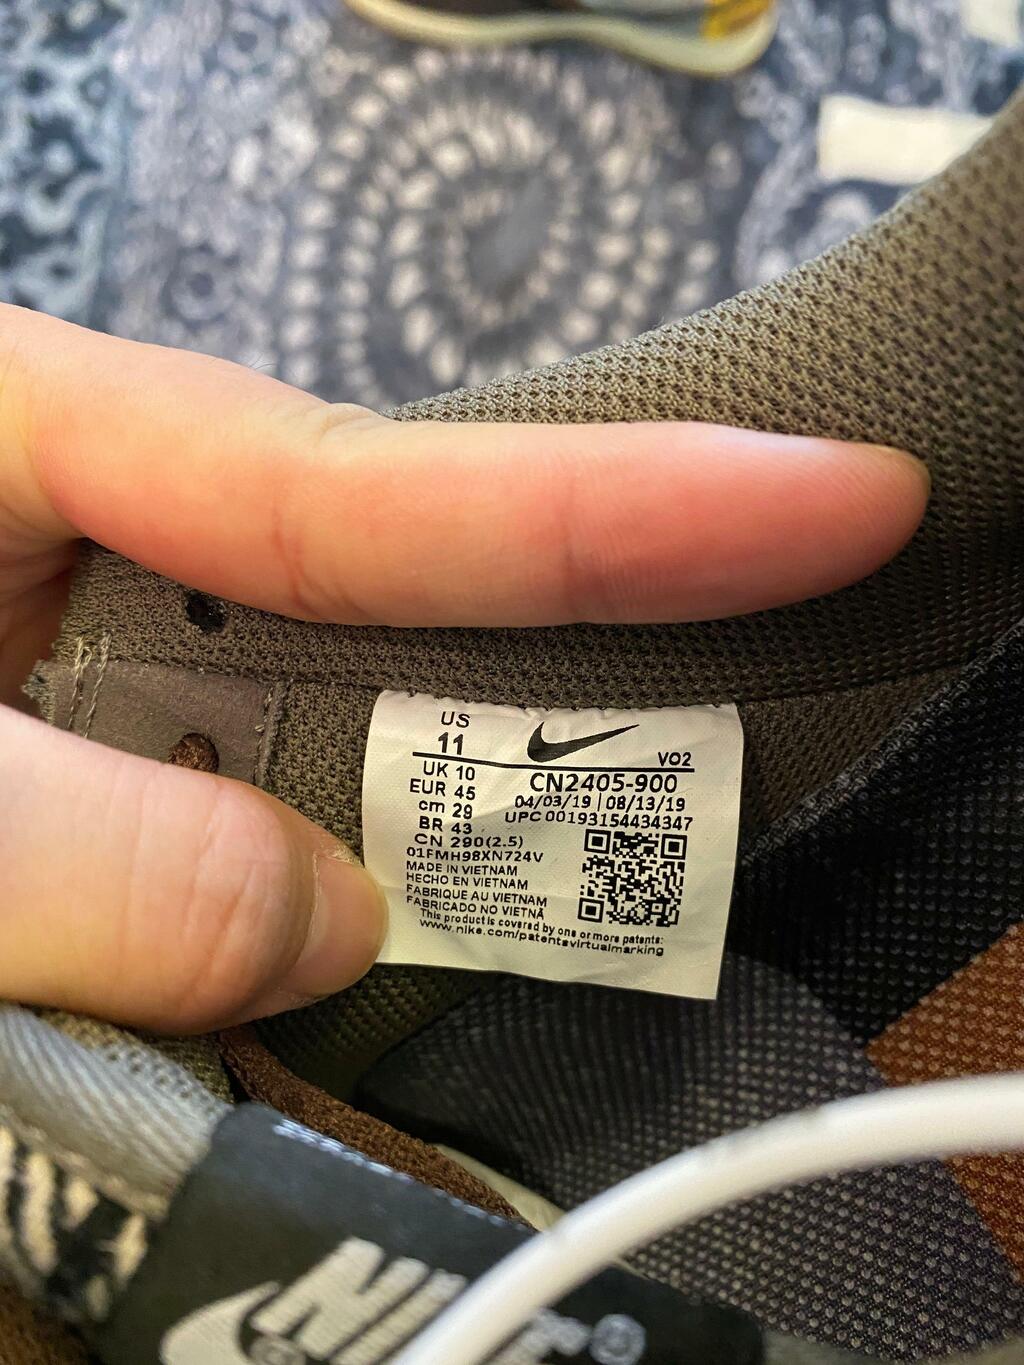 US
11
VO2
UK 10
CN2405-900
EUR 45
04/03/19 | 08/13/19
cm 29
UPC 00193154434347
BR 43
CN 290(2.5)
01FMH98XN724V
MADE IN VIETNAM
HECHO EN VIETNAM
FABRIQUE AU VIETNAM
FABRICADO NO VIETNÃ
This product is covered by one or more patents:
www.nike.com/patentsvirtualmarking